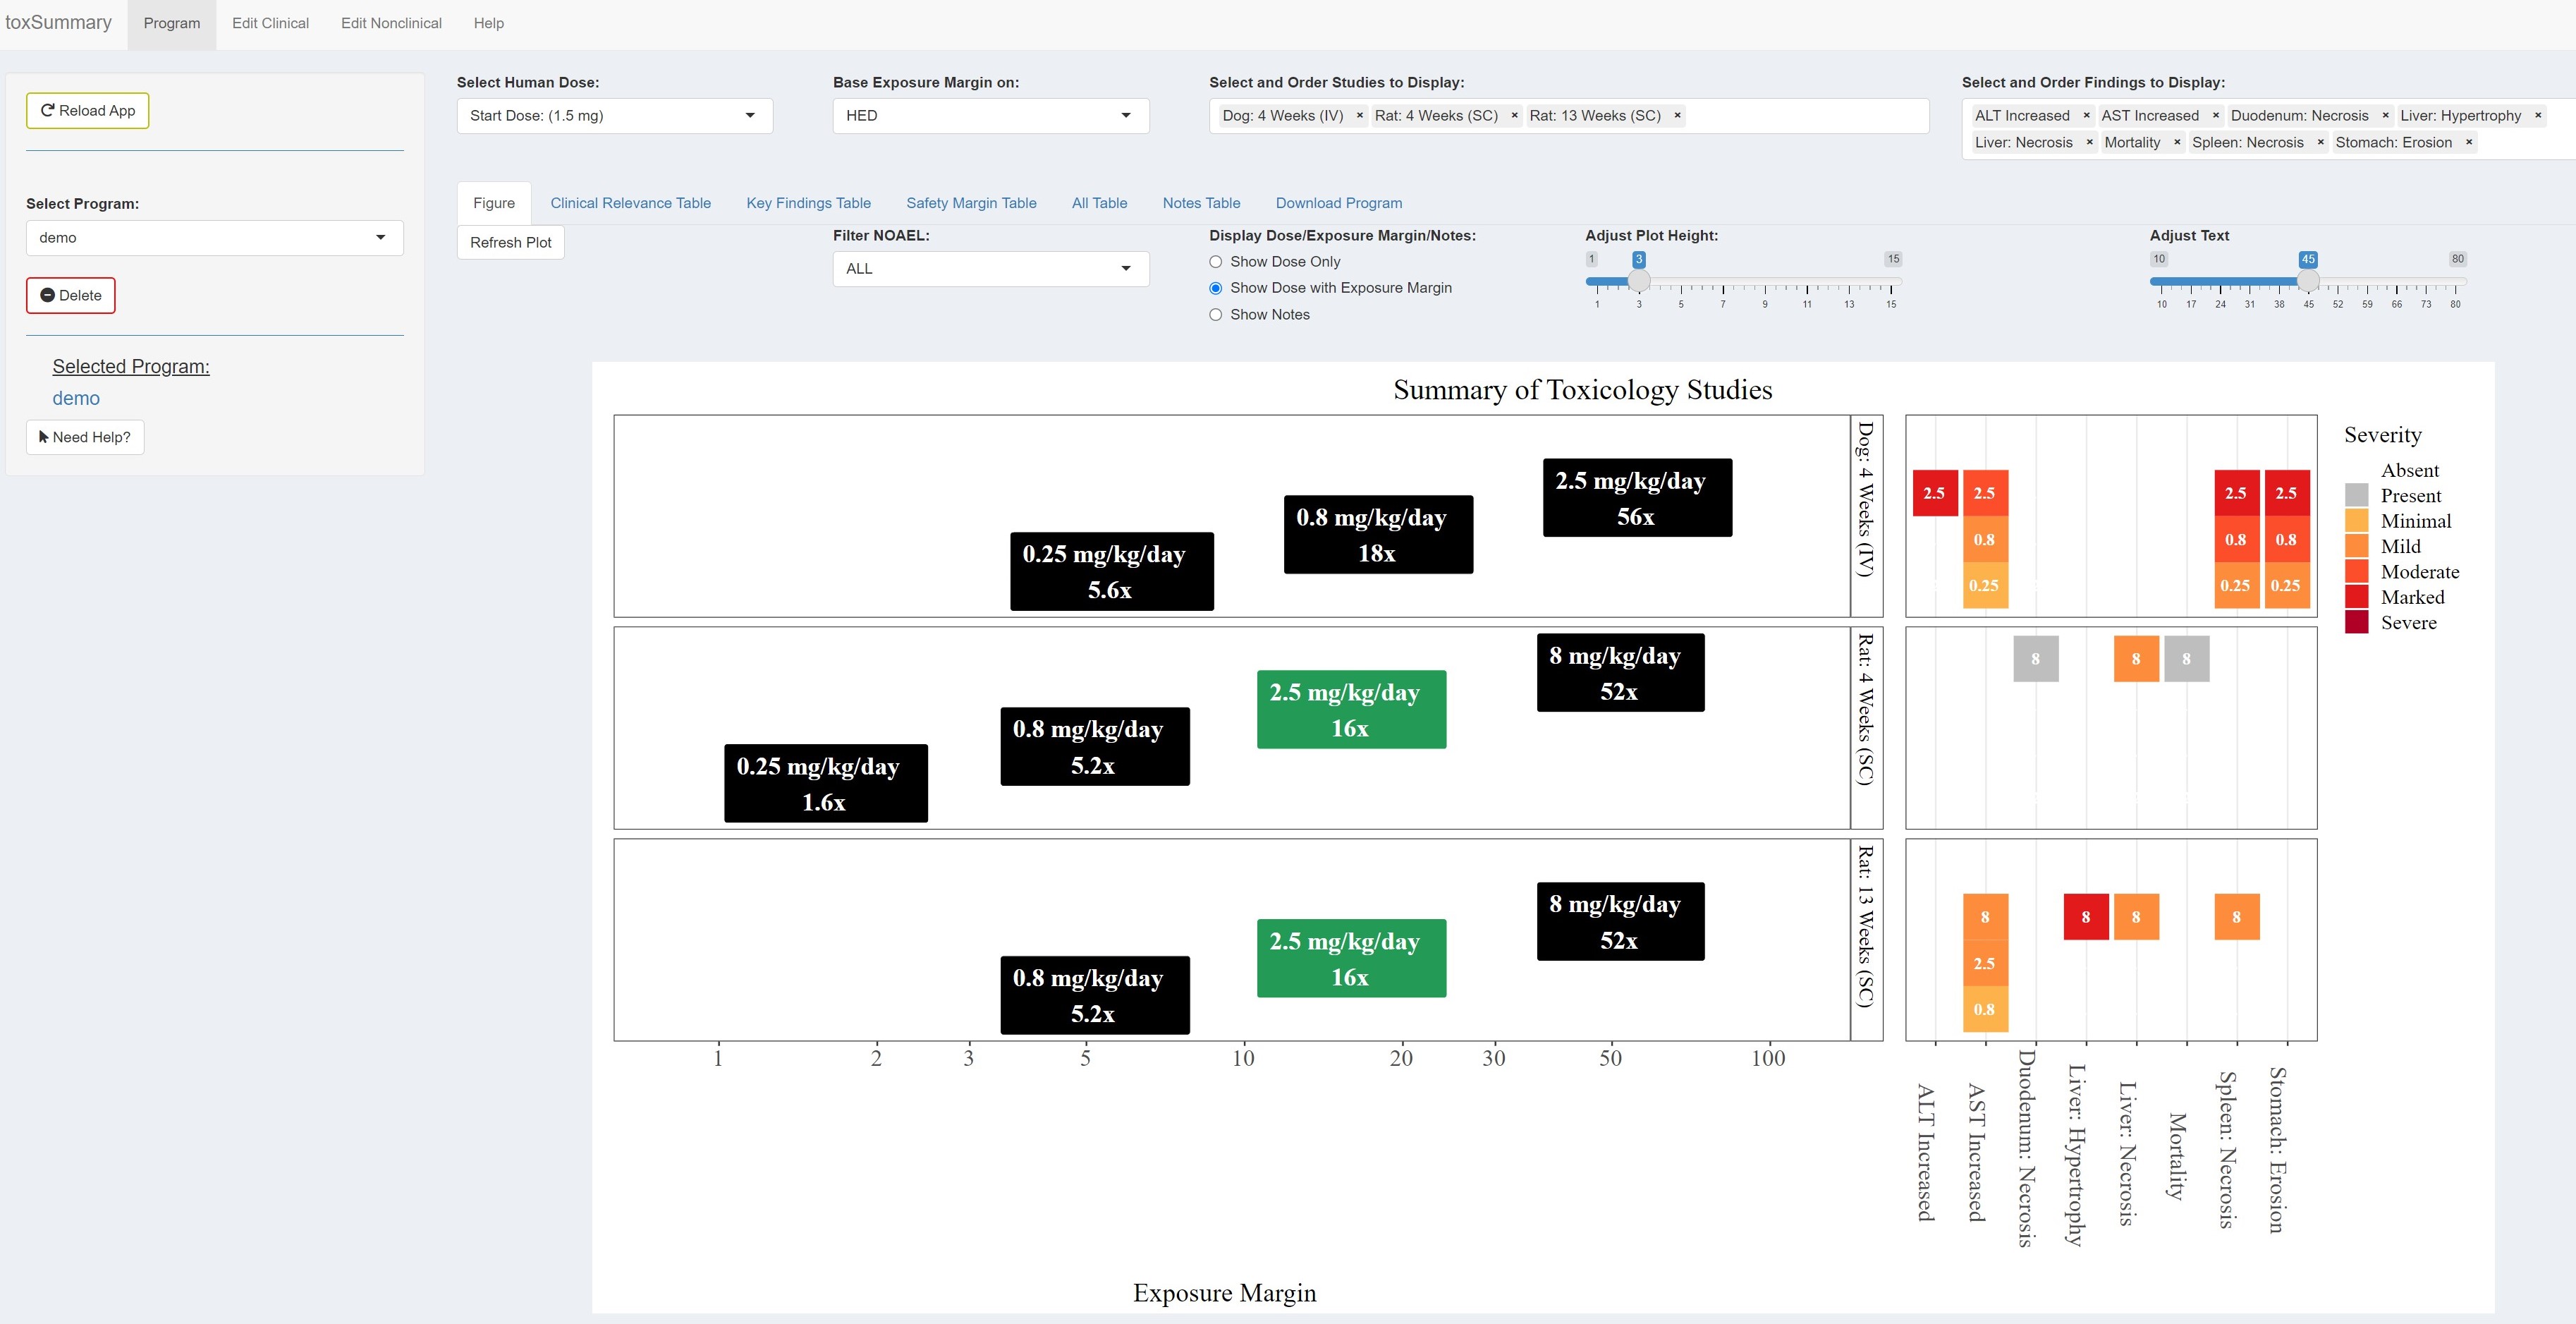 toxSummary Program Edit Clinical Edit Nonclinical Help
Reload App
Select Program:
demo
Delete
Selected Program:
demo
Need Help?
Select Human Dose:
Start Dose: (1.5 mg)
Base Exposure Margin on:
HED
Select and Order Studies to Display:
Dog: 4 Weeks (IV) × Rat: 4 Weeks (SC) × Rat: 13 Weeks (SC) ×
Select and Order Findings to Display:
ALT Increased × AST Increased × Duodenum: Necrosis × Liver: Hypertrophy ×
Liver: Necrosis × Mortality × Spleen: Necrosis × Stomach: Erosion ×
Figure Clinical Relevance Table Key Findings Table Safety Margin Table All Table Notes Table Download Program
Refresh Plot
Filter NOAEL:
ALL
Display Dose/Exposure Margin/Notes:
Show Dose Only
Show Dose with Exposure Margin
Show Notes
Adjust Plot Height:
1 3 15
1 3 5 7 9 11 13 15
Adjust Text
10 45 80
10 17 24 31 38 45 52 59 66 73 80
Summary of Toxicology Studies
2.5 mg/kg/day
56x
0.8 mg/kg/day
18x
0.25 mg/kg/day
5.6x
Dog: 4 Weeks (IV)
2.5 2.5 2.5 2.5
0.8 0.8 0.8
0.25 0.25 0.25
8 mg/kg/day
52x
2.5 mg/kg/day
16x
0.8 mg/kg/day
5.2x
0.25 mg/kg/day
1.6x
Rat: 4 Weeks (SC)
8 8 8
8 mg/kg/day
52x
2.5 mg/kg/day
16x
0.8 mg/kg/day
5.2x
Rat: 13 Weeks (SC)
8 8 8 8
2.5
0.8
1 2 3 5 10 20 30 50 100
Exposure Margin
ALT Increased
AST Increased
Duodenum: Necrosis
Liver: Hypertrophy
Liver: Necrosis
Mortality
Spleen: Necrosis
Stomach: Erosion
Severity
Absent
Present
Minimal
Mild
Moderate
Marked
Severe